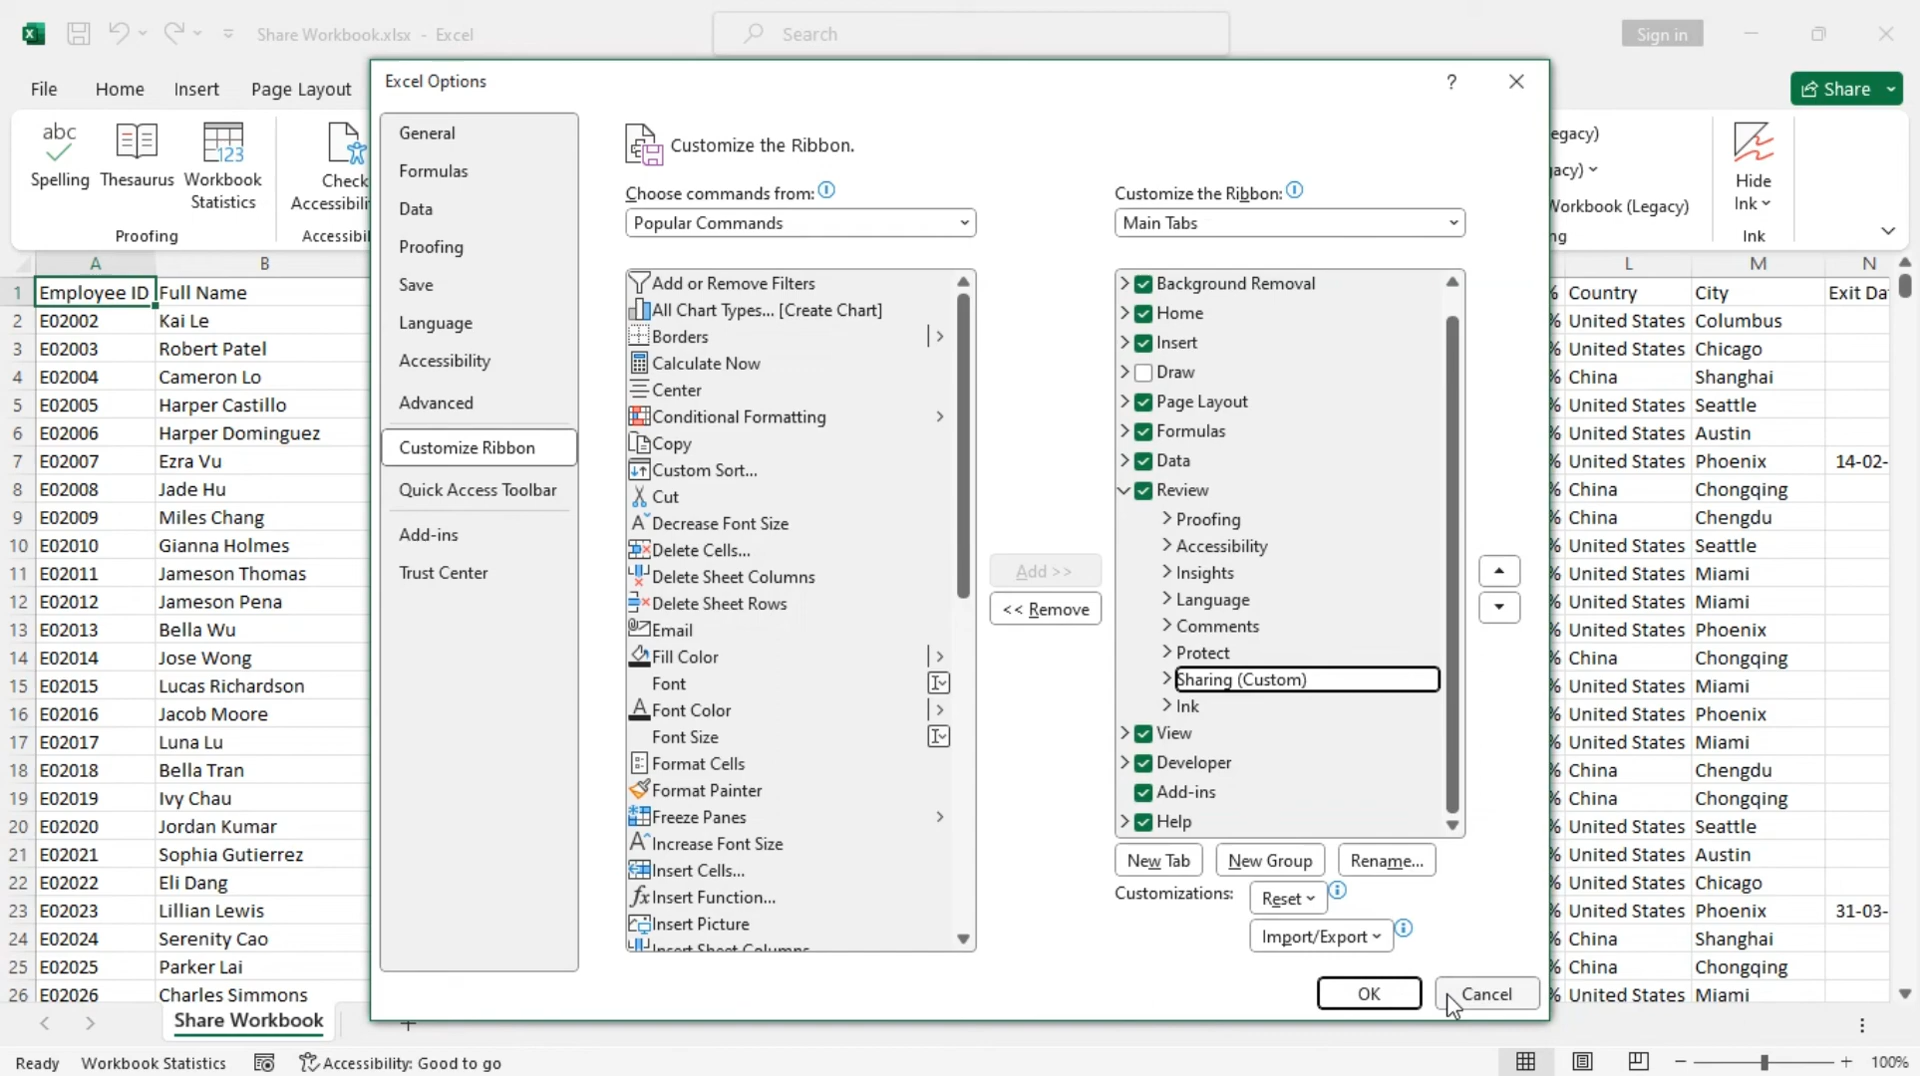 Share Workbook.xlsx - Excel
Search
Sign in
File
Home
Insert
Page Layout
Share
abc
Spelling
Thesaurus
123
Workbook
Statistics
Proofing
Check
Accessibili
Accessibil
egacy)
acy)
Workbook (Legacy)
ng
Hide
Ink
Ink
Excel Options
?
General
Formulas
Data
Proofing
Save
Language
Accessibility
Advanced
Customize Ribbon
Quick Access Toolbar
Add-ins
Trust Center
Customize the Ribbon.
Choose commands from:
Popular Commands
Add or Remove Filters
All Chart Types... [Create Chart]
Borders
Calculate Now
Center
Conditional Formatting
Copy
Custom Sort...
Cut
Decrease Font Size
Delete Cells...
Delete Sheet Columns
Delete Sheet Rows
Email
Fill Color
Font
Font Color
Font Size
Format Cells
Format Painter
Freeze Panes
Increase Font Size
Insert Cells...
Insert Function...
Insert Picture
Insert Sheet Columns
Add >>
<< Remove
Customize the Ribbon:
Main Tabs
Background Removal
Home
Insert
Draw
Page Layout
Formulas
Data
Review
Proofing
Accessibility
Insights
Language
Comments
Protect
Sharing (Custom)
Ink
View
Developer
Add-ins
Help
New Tab
New Group
Rename...
Customizations:
Reset
Import/Export
OK
Cancel
A B L M N
1 Employee ID Full Name % Country City Exit Da
2 E02002 Kai Le % United States Columbus
3 E02003 Robert Patel % United States Chicago
4 E02004 Cameron Lo % China Shanghai
5 E02005 Harper Castillo % United States Seattle
6 E02006 Harper Dominguez % United States Austin
7 E02007 Ezra Vu % United States Phoenix 14-02-
8 E02008 Jade Hu % China Chongqing
9 E02009 Miles Chang % China Chengdu
10 E02010 Gianna Holmes % United States Seattle
11 E02011 Jameson Thomas % United States Miami
12 E02012 Jameson Pena % United States Miami
13 E02013 Bella Wu % United States Phoenix
14 E02014 Jose Wong % China Chongqing
15 E02015 Lucas Richardson % United States Miami
16 E02016 Jacob Moore % United States Phoenix
17 E02017 Luna Lu % United States Miami
18 E02018 Bella Tran % China Chengdu
19 E02019 Ivy Chau % China Chongqing
20 E02020 Jordan Kumar % United States Seattle
21 E02021 Sophia Gutierrez % United States Austin
22 E02022 Eli Dang % United States Chicago
23 E02023 Lillian Lewis % United States Phoenix 31-03-
24 E02024 Serenity Cao % China Shanghai
25 E02025 Parker Lai % China Chongqing
26 E02026 Charles Simmons % United States Miami
Share Workbook
Ready
Workbook Statistics
Accessibility: Good to go
100%